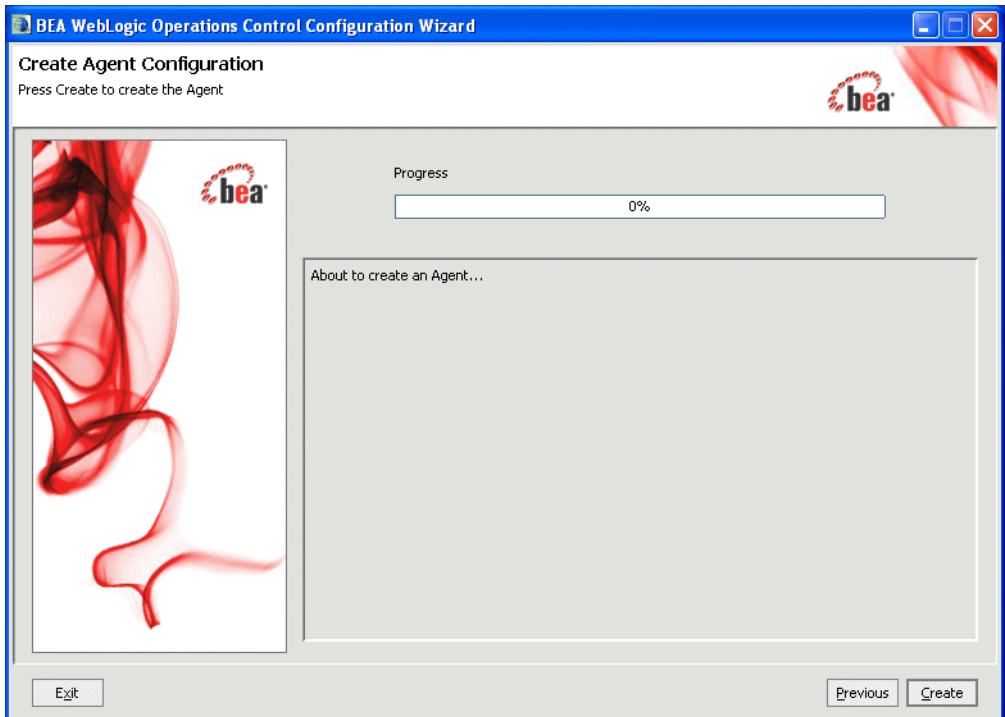 BEA WebLogic Operations Control Configuration Wizard
Create Agent Configuration
Press Create to create the Agent
bea
bea
Progress
0%
About to create an Agent...
Exit
Previous
Create